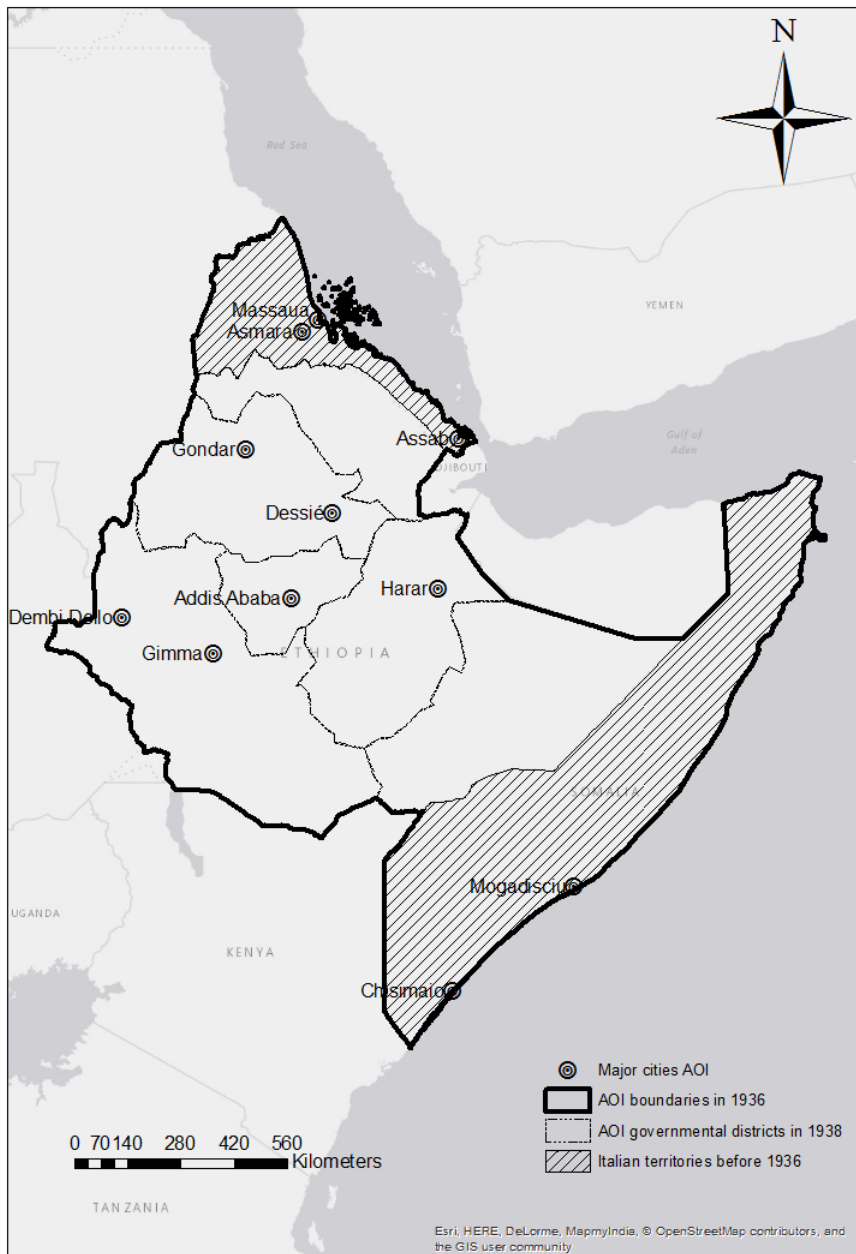 N
Red Sea
YEMEN
Massaua
Asmara
Assab
Gulf of
Aden
Gondar
DJIBOUTI
Dessié
Harar
Addis Ababa
Dembi Dollo
Gimma
ETHIOPIA
SOMALIA
Mogadisciu
UGANDA
KENYA
Chisimaio
Major cities AOI
AOI boundaries in 1936
AOI governmental districts in 1938
Italian territories before 1936
0 70 140 280 420 560
Kilometers
TANZANIA
Esri, HERE, DeLorme, MapmyIndia, © OpenStreetMap contributors, and
the GIS user community